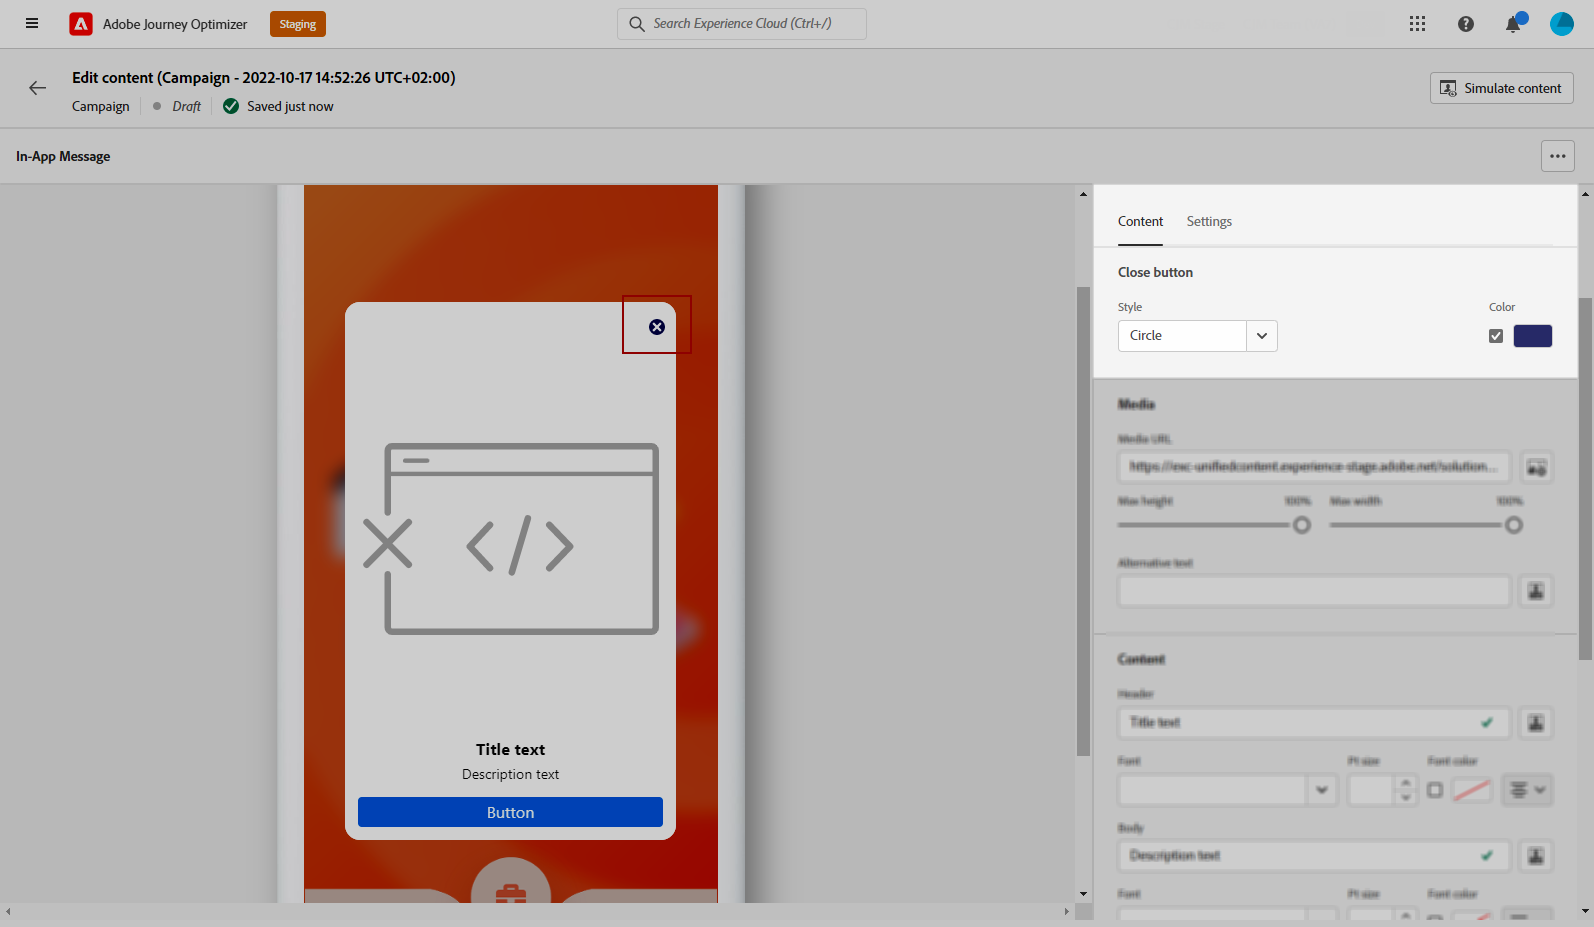 Adobe Journey Optimizer
Staging
Search Experience Cloud (Ctrl+/)
Edit content (Campaign - 2022-10-17 14:52:26 UTC+02:00)
Campaign
Draft
Saved just now
Simulate content
In-App Message
Content
Settings
Close button
Style
Color
Circle
Media
Media URL
https://exc-unifiedcontent.experience-stage.adobe.net/solution...
Max height
100%
Max width
100%
Alternative text
Content
Header
Title text
Font
Pt size
Font color
Body
Description text
Font
Pt size
Font color
</>
Title text
Description text
Button